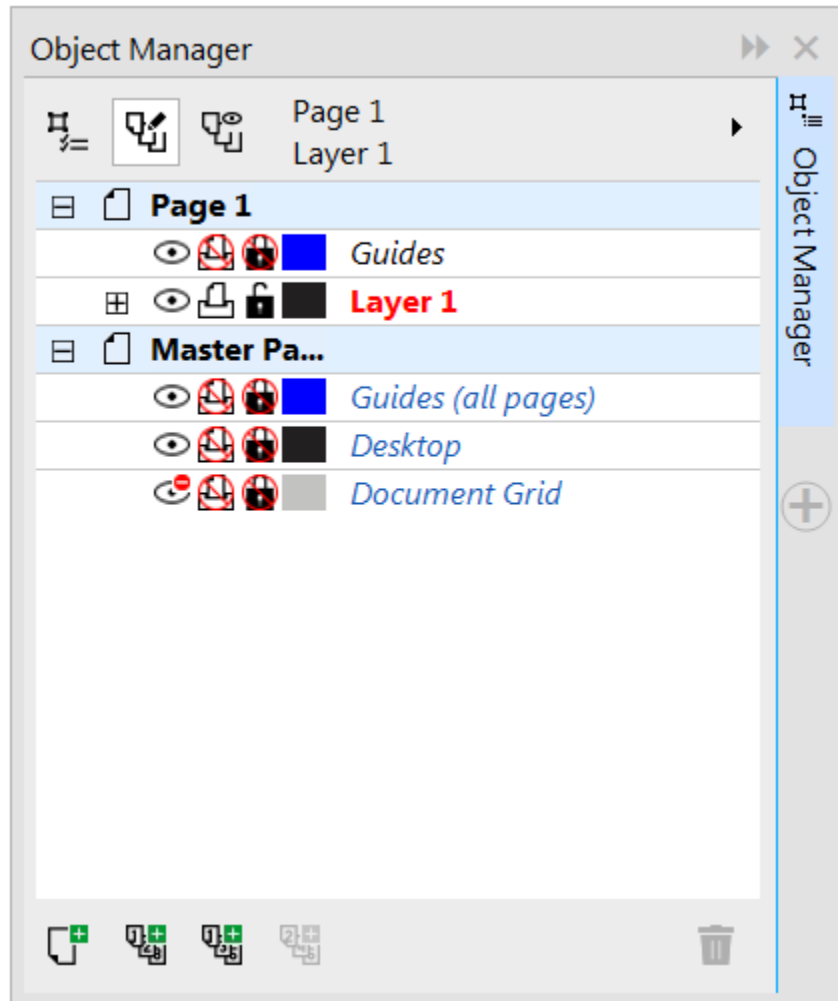 Object Manager
Page 1
Layer 1
Page 1
Guides
Layer 1
Master Pa...
Guides (all pages)
Desktop
Document Grid
Object Manager